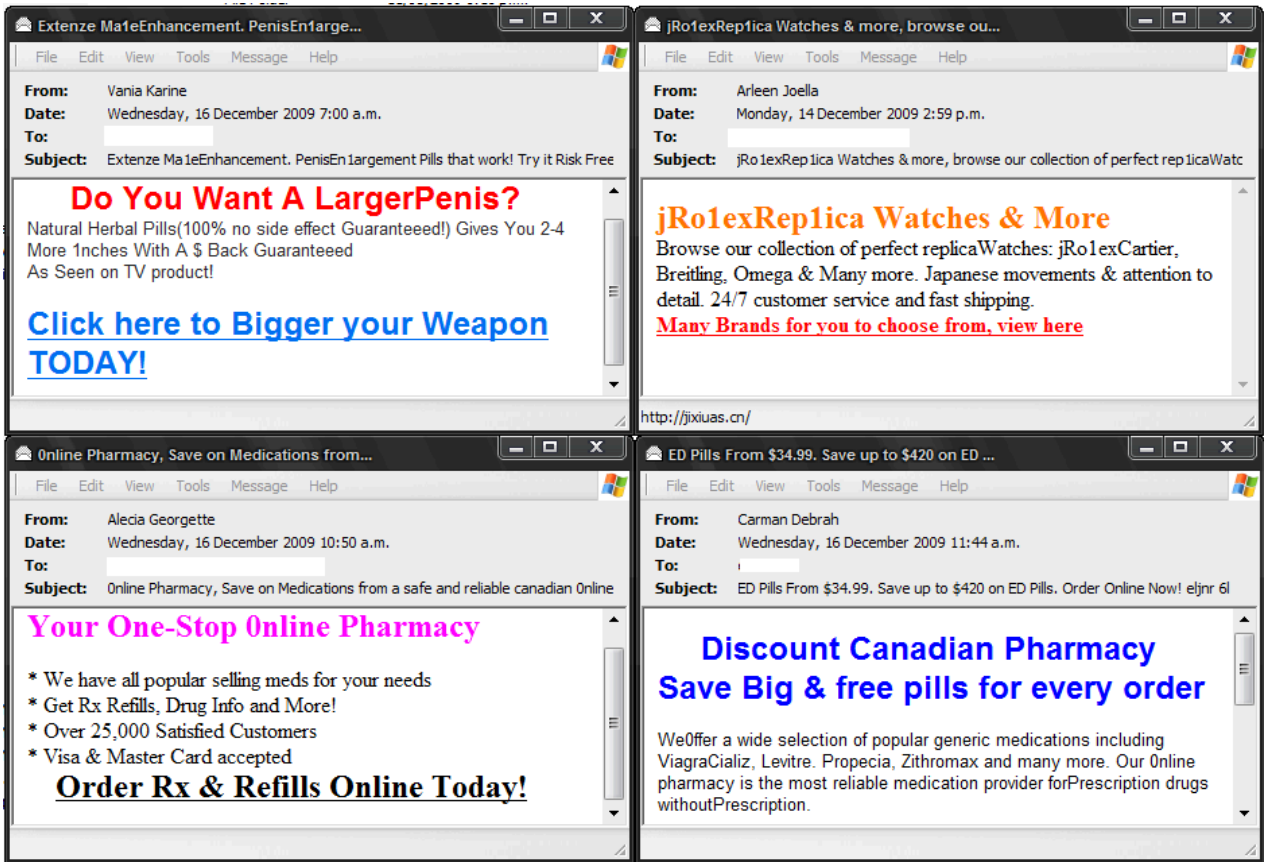 Extenze Ma1eEnhancement. PenisEn1arge...
File Edit View Tools Message Help
From: Vania Karine
Date: Wednesday, 16 December 2009 7:00 a.m.
To:
Subject: Extenze Ma1eEnhancement. PenisEn1argement Pills that work! Try it Risk Free
Do You Want A LargerPenis?
Natural Herbal Pills(100% no side effect Guaranteeed!) Gives You 2-4
More 1nches With A $ Back Guaranteeed
As Seen on TV product!
Click here to Bigger your Weapon
TODAY!
jRo1exRep1ica Watches & more, browse ou...
File Edit View Tools Message Help
From: Arleen Joella
Date: Monday, 14 December 2009 2:59 p.m.
To:
Subject: jRo1exRep1ica Watches & more, browse our collection of perfect rep1icaWatc
jRo1exRep1ica Watches & More
Browse our collection of perfect replicaWatches: jRo1exCartier,
Breitling, Omega & Many more. Japanese movements & attention to
detail. 24/7 customer service and fast shipping.
Many Brands for you to choose from, view here
http://jixiuas.cn/
0nline Pharmacy, Save on Medications from...
File Edit View Tools Message Help
From: Alecia Georgette
Date: Wednesday, 16 December 2009 10:50 a.m.
To:
Subject: 0nline Pharmacy, Save on Medications from a safe and reliable canadian 0nline
Your One-Stop 0nline Pharmacy
* We have all popular selling meds for your needs
* Get Rx Refills, Drug Info and More!
* Over 25,000 Satisfied Customers
* Visa & Master Card accepted
Order Rx & Refills Online Today!
ED Pills From $34.99. Save up to $420 on ED ...
File Edit View Tools Message Help
From: Carman Debrah
Date: Wednesday, 16 December 2009 11:44 a.m.
To:
Subject: ED Pills From $34.99. Save up to $420 on ED Pills. Order Online Now! eljnr 6l
Discount Canadian Pharmacy
Save Big & free pills for every order
We0ffer a wide selection of popular generic medications including
ViagraCializ, Levitre. Propecia, Zithromax and many more. Our 0nline
pharmacy is the most reliable medication provider forPrescription drugs
withoutPrescription.